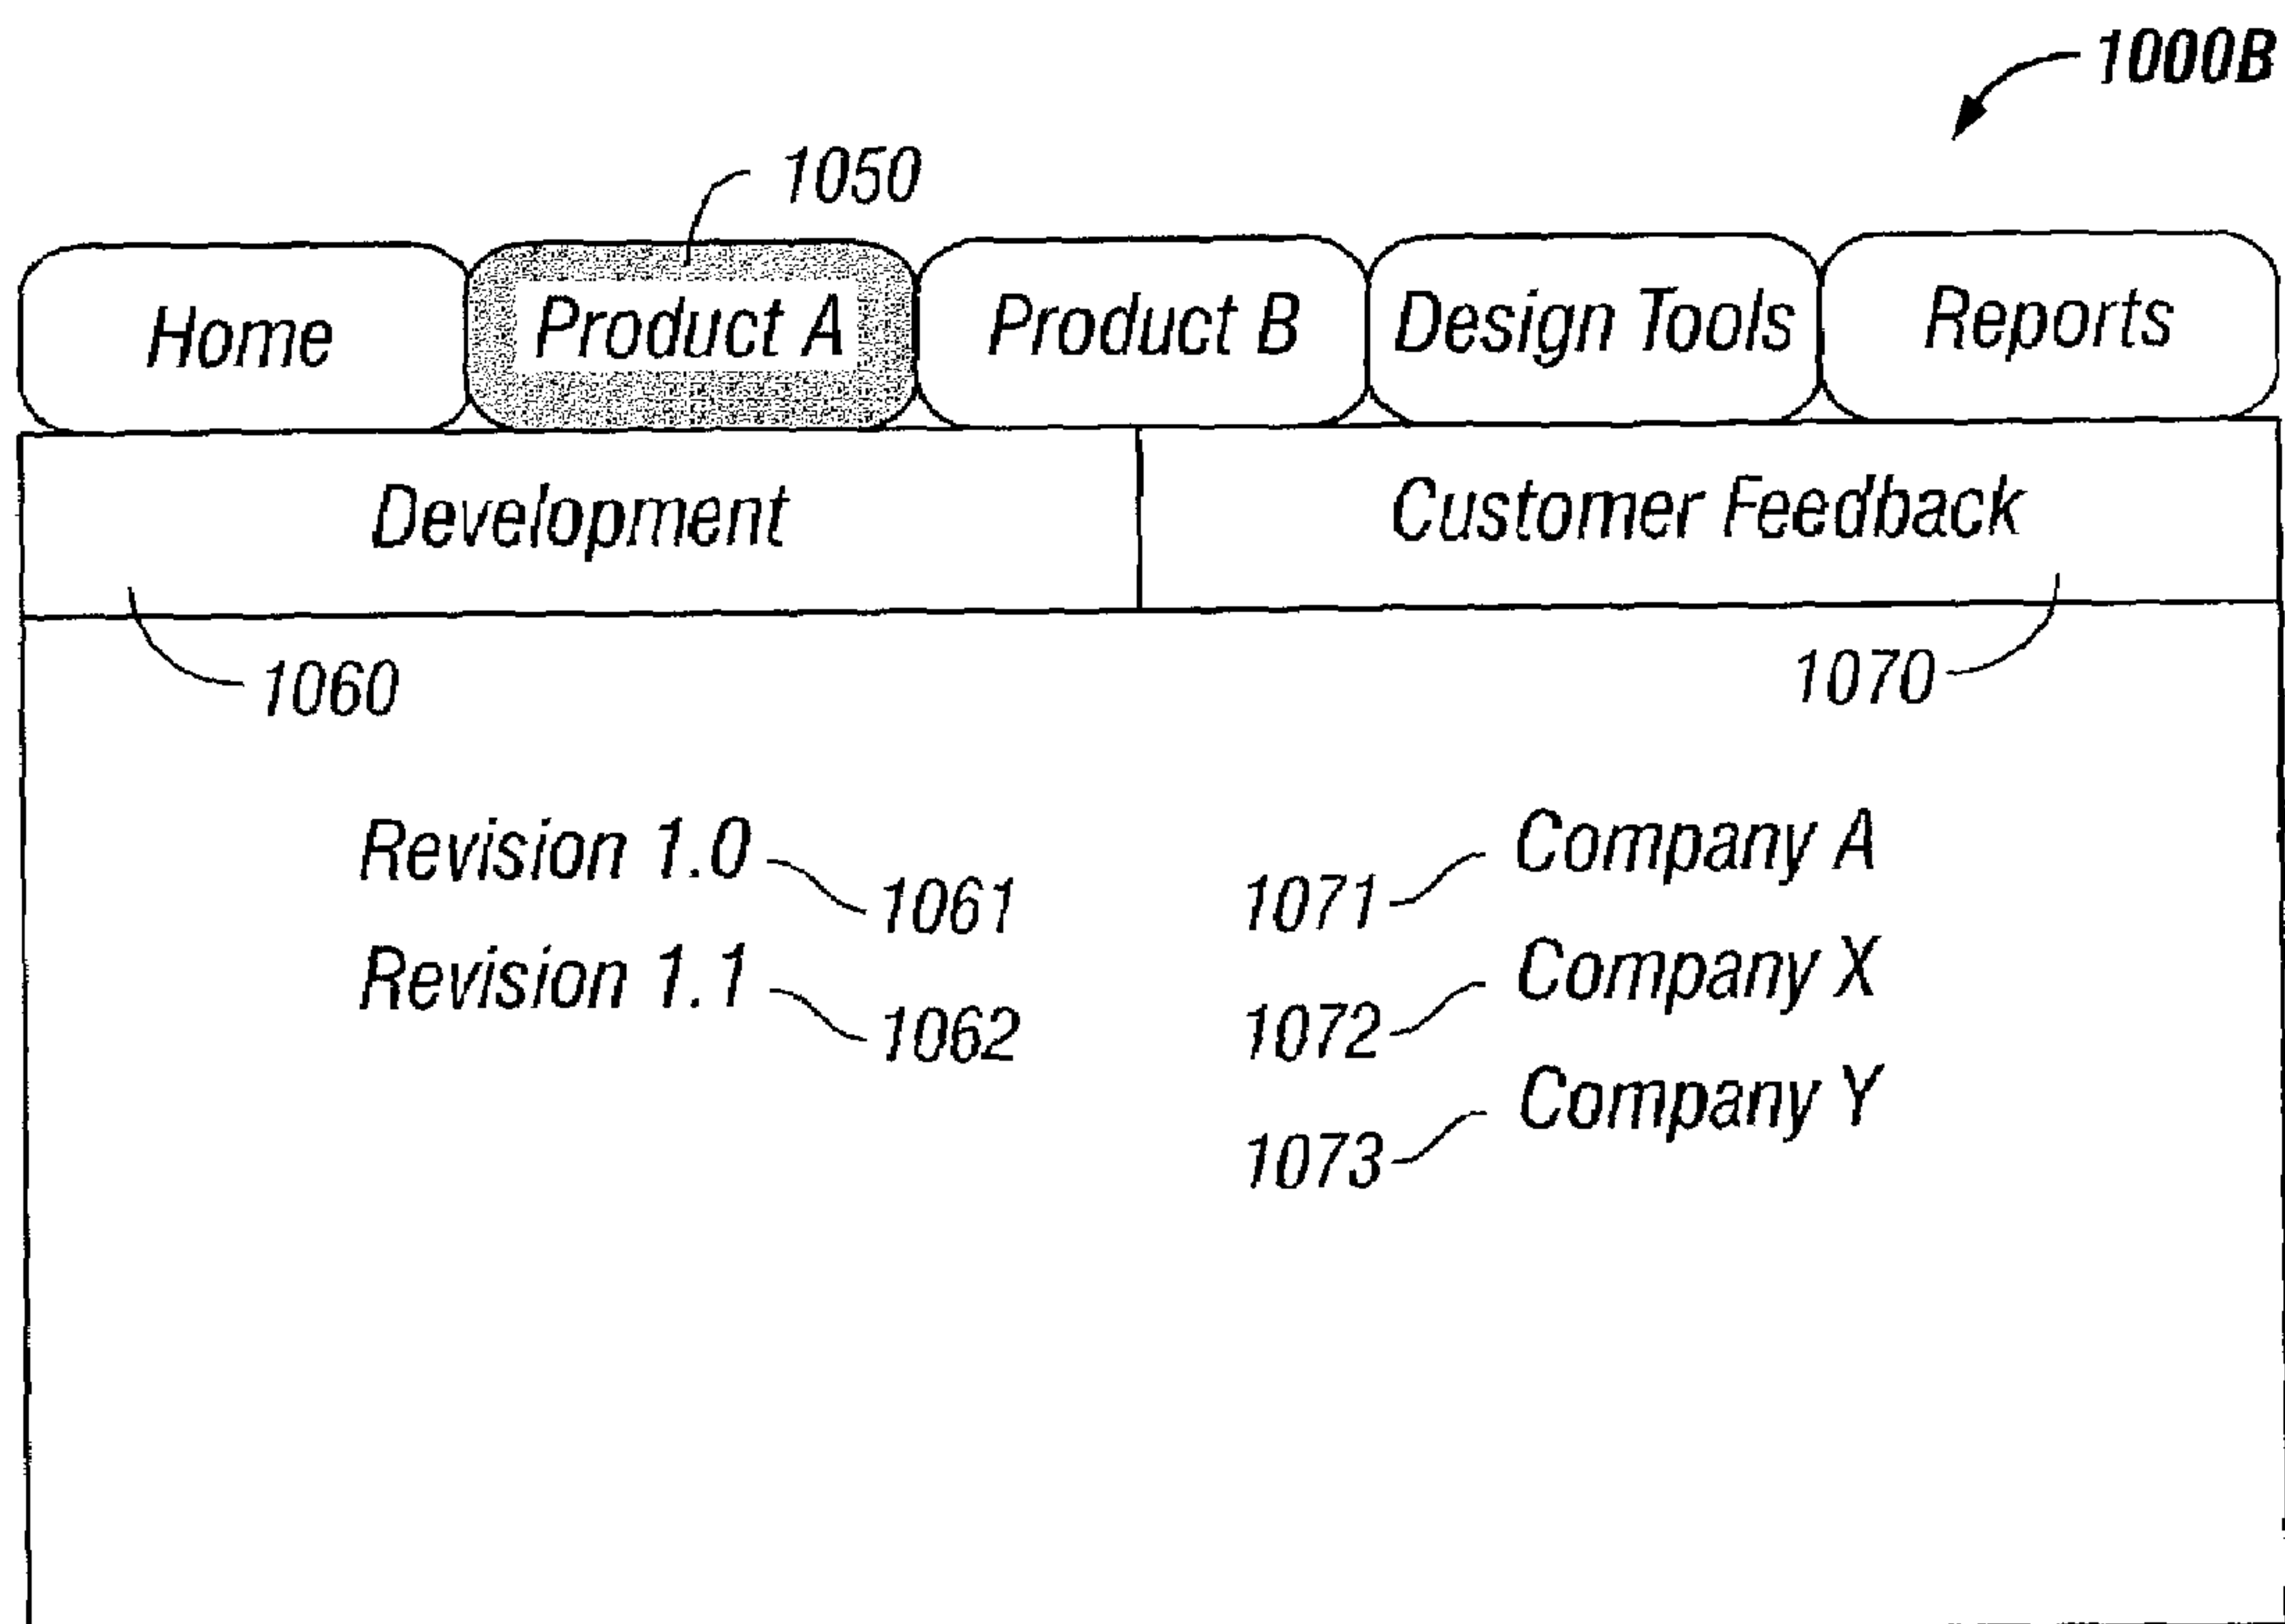 1000B
1050
Home Product A Product B Design Tools Reports
Development Customer Feedback
1060 1070
Revision 1.0 Company A
1061 1071
Revision 1.1 Company X
1062 1072
Company Y
1073